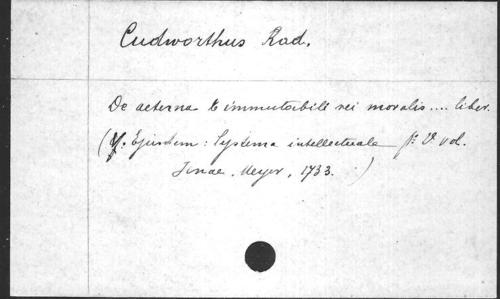 Cudworthus Rad.
De aeterna & immutabili rei moralis.... liber.
(V. Ejusdem: Systema intellectuale f: V. vol.
Jenae, Meyer, 1733. )